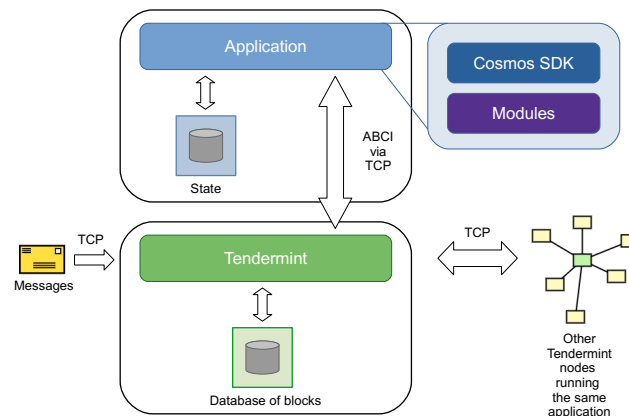 Application
Cosmos SDK
Modules
ABCI
via
TCP
State
TCP
Messages
Tendermint
TCP
Database of blocks
Other
Tendermint
nodes
running
the same
application